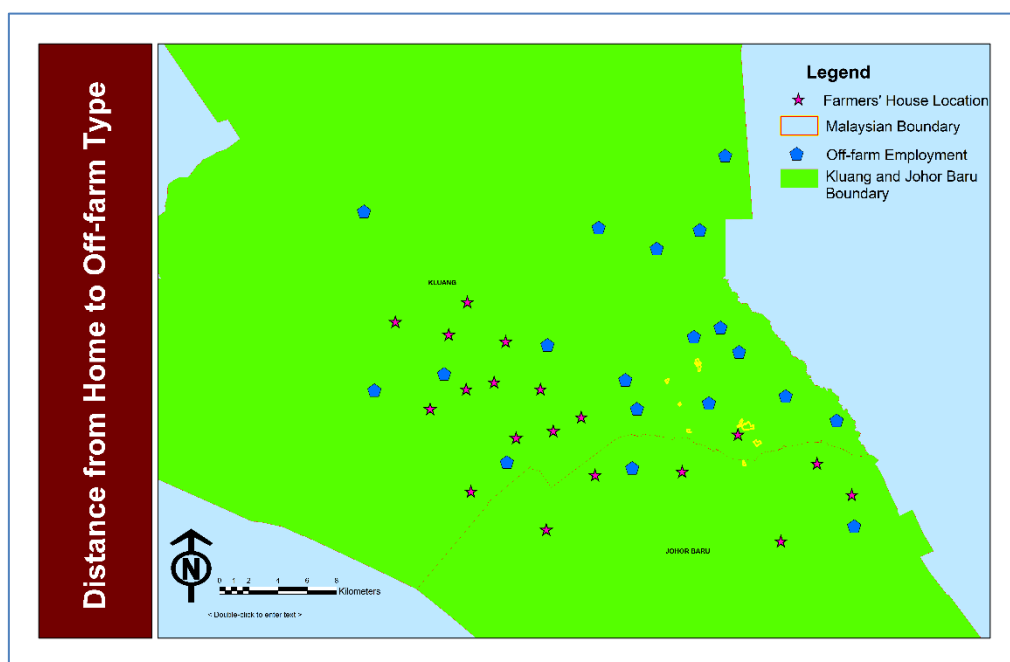 Distance from Home to Off-farm Type
Legend
Farmers' House Location
Malaysian Boundary
Off-farm Employment
Kluang and Johor Baru
Boundary
KLUANG
JOHOR BARU
N
0 1 2 4 6 8
Kilometers
< Double-click to enter text >